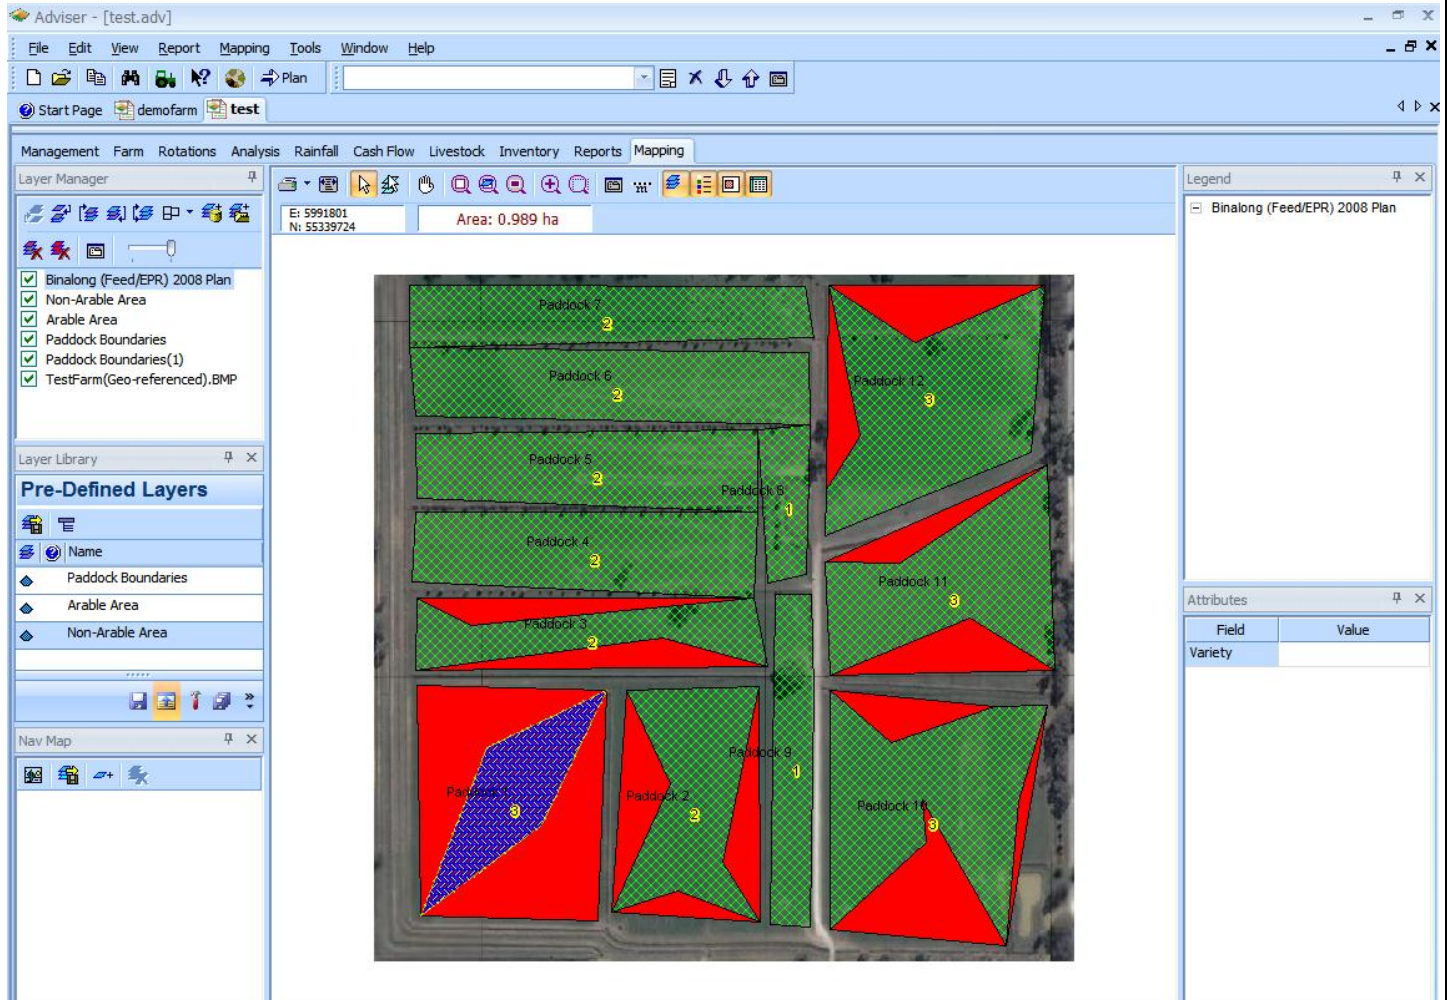 Adviser - [test.adv]
File Edit View Report Mapping Tools Window Help
Plan
Start Page demofarm test
Management Farm Rotations Analysis Rainfall Cash Flow Livestock Inventory Reports Mapping
Layer Manager
E: 5991801
N: 55339724
Area: 0.989 ha
Binalong (Feed/EPR) 2008 Plan
Non-Arable Area
Arable Area
Paddock Boundaries
Paddock Boundaries(1)
TestFarm(Geo-referenced).BMP
Layer Library
Pre-Defined Layers
Name
Paddock Boundaries
Arable Area
Non-Arable Area
Nav Map
Paddock 7
2
Paddock 6
2
Paddock 5
2
Paddock 8
1
Paddock 4
2
Paddock 3
2
Paddock 12
3
Paddock 11
3
Paddock 1
3
Paddock 2
2
Paddock 9
1
Paddock 10
3
Legend
Binalong (Feed/EPR) 2008 Plan
Attributes
Field Value
Variety